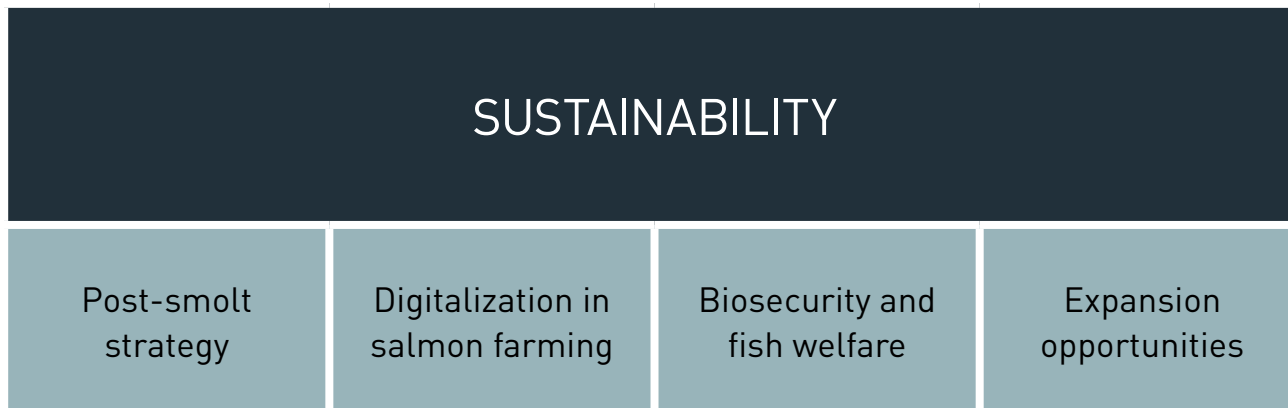 SUSTAINABILITY
Post-smolt
strategy
Digitalization in
salmon farming
Biosecurity and
fish welfare
Expansion
opportunities